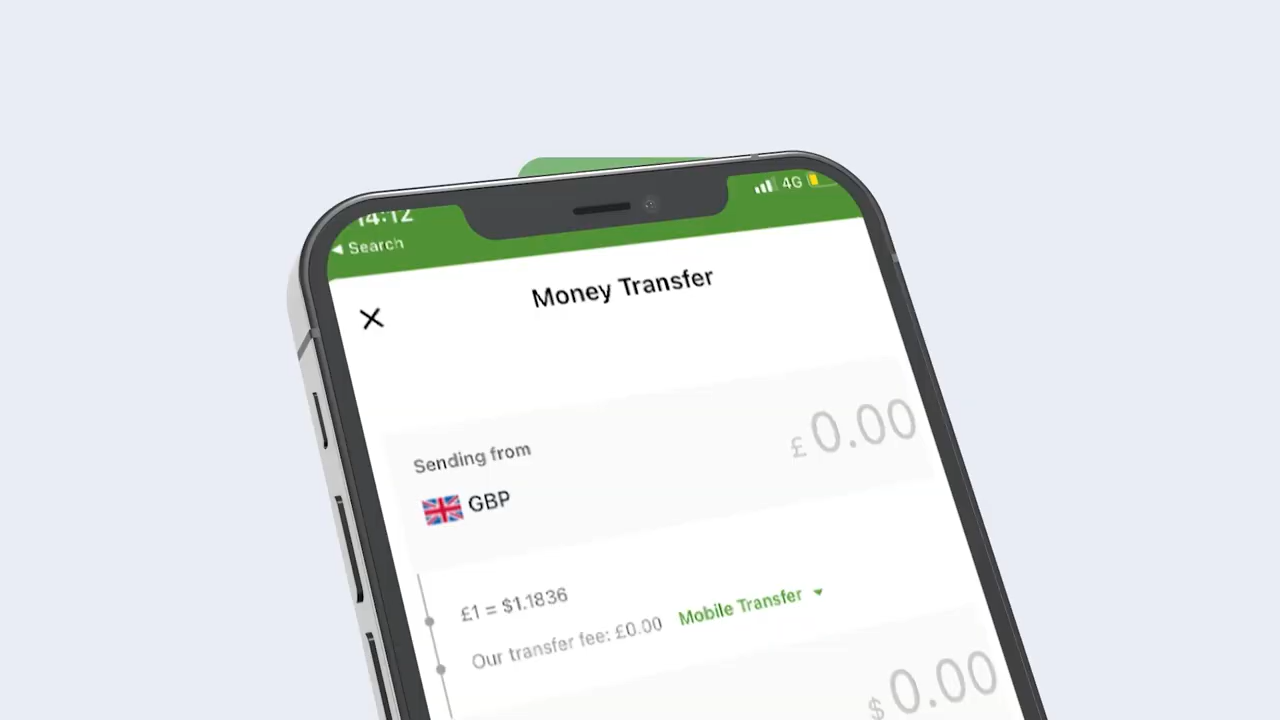 14:12
4G
◀ Search
Money Transfer
Sending from
£ 0.00
GBP
£1 = $1.1836
Our transfer fee: £0.00 Mobile Transfer
$ 0.00